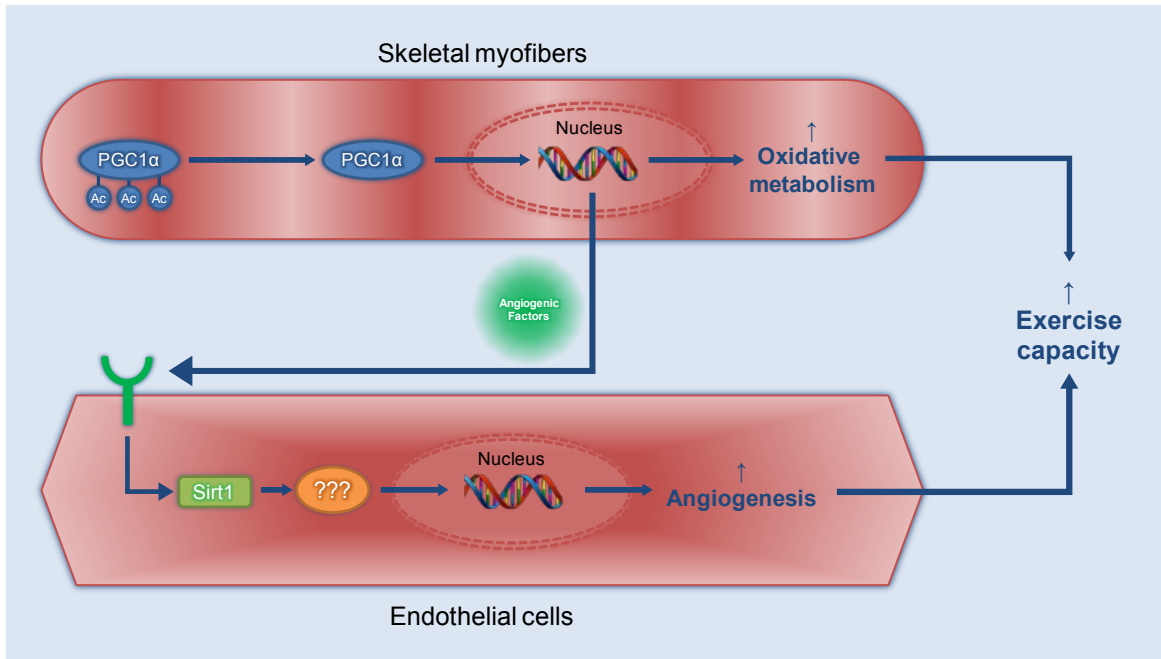 Skeletal myofibers
PGC1α
Ac Ac Ac
PGC1α
Nucleus
↑
Oxidative
metabolism
Angiogenic
Factors
↑
Exercise
capacity
Sirt1
???
Nucleus
↑
Angiogenesis
Endothelial cells